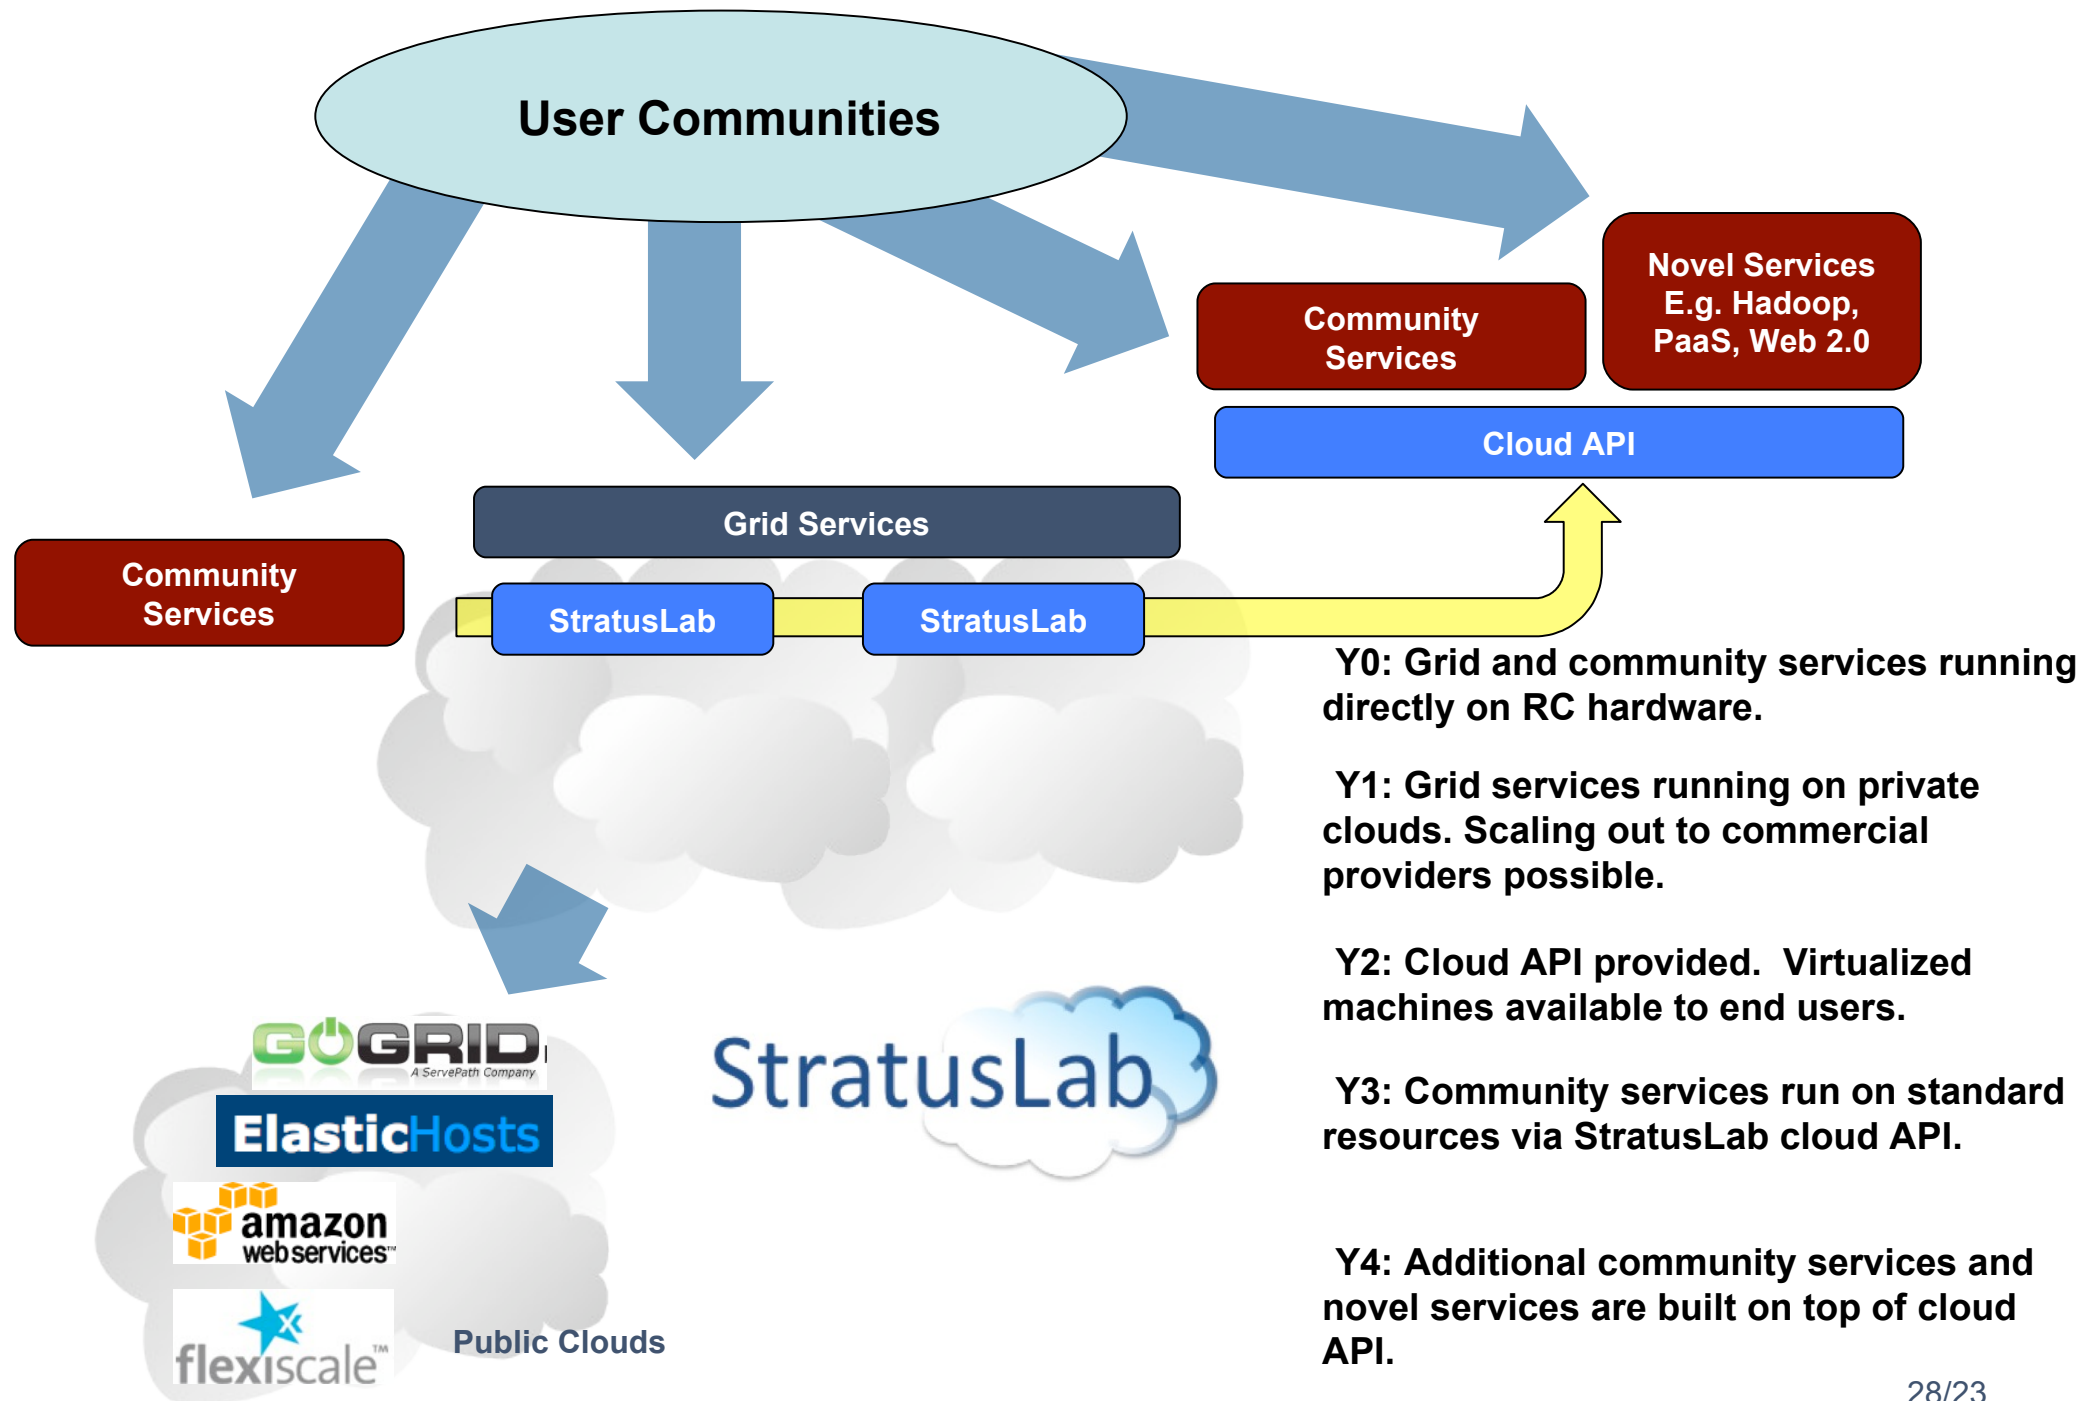 User Communities
Novel Services
E.g. Hadoop,
PaaS, Web 2.0
Community
Services
Cloud API
Grid Services
Community
Services
StratusLab
StratusLab
Y0: Grid and community services running
directly on RC hardware.
Y1: Grid services running on private
clouds. Scaling out to commercial
providers possible.
Y2: Cloud API provided.  Virtualized
machines available to end users.
Y3: Community services run on standard
resources via StratusLab cloud API.
Y4: Additional community services and
novel services are built on top of cloud
API.
GOGRID
A ServePath Company
ElasticHosts
amazon
webservices™
flexiscale™
Public Clouds
StratusLab
28/23